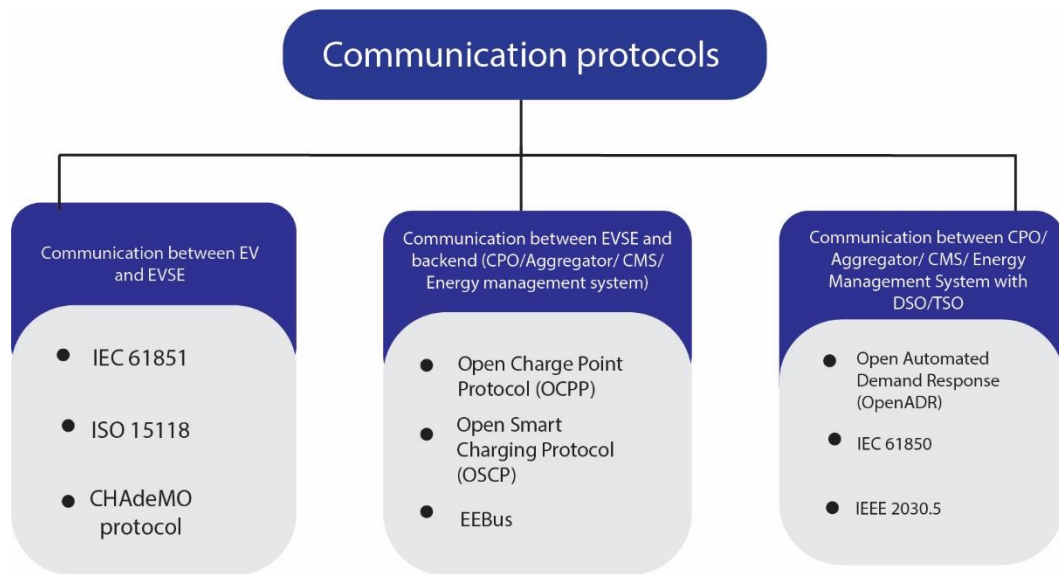 Communication protocols
Communication between EV
and EVSE
IEC 61851
ISO 15118
CHAdeMO
protocol
Communication between EVSE and
backend (CPO/Aggregator/ CMS/
Energy management system)
Open Charge Point
Protocol (OCPP)
Open Smart
Charging Protocol
(OSCP)
EEBus
Communication between CPO/
Aggregator/ CMS/ Energy
Management System with
DSO/TSO
Open Automated
Demand Response
(OpenADR)
IEC 61850
IEEE 2030.5